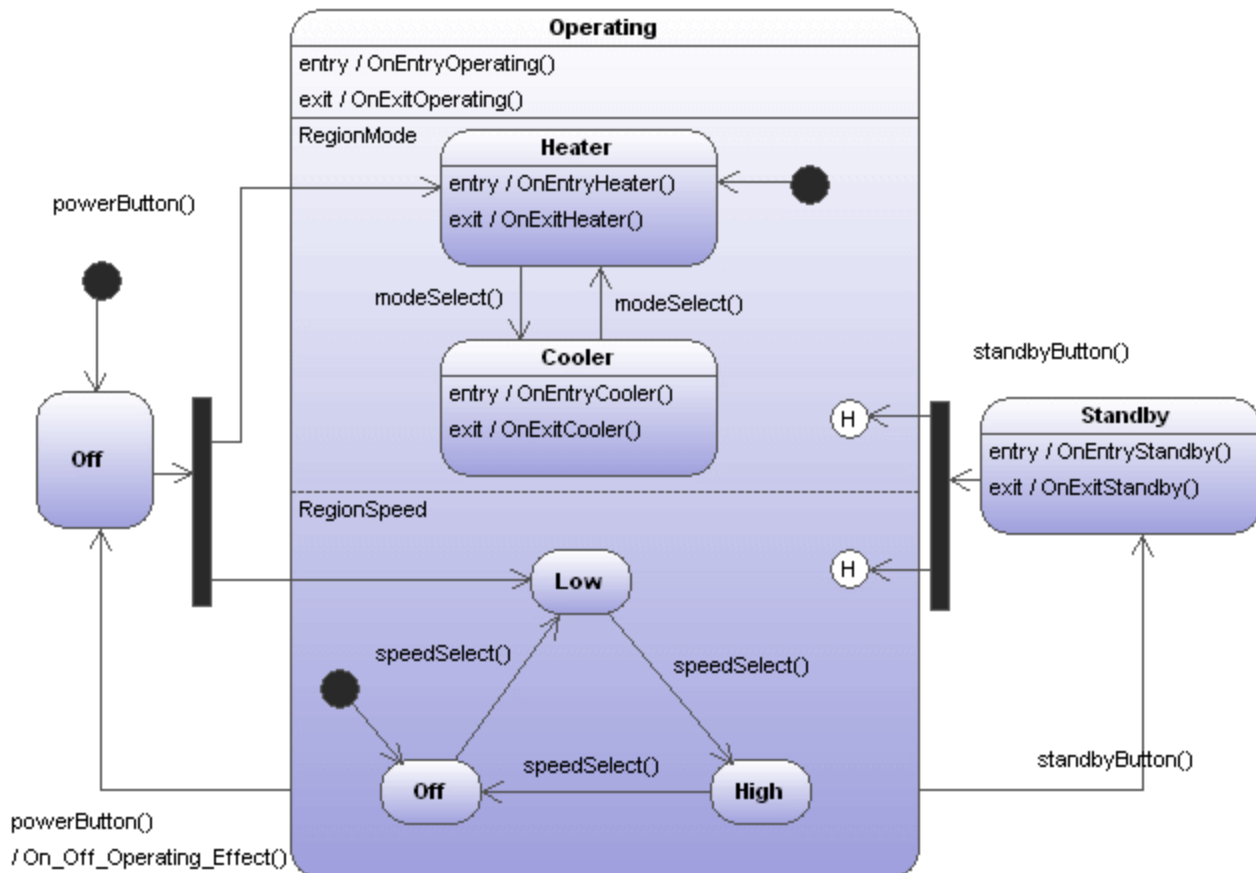 Operating
entry / OnEntryOperating()
exit / OnExitOperating()
RegionMode
Heater
entry / OnEntryHeater()
exit / OnExitHeater()
powerButton()
modeSelect()
modeSelect()
Cooler
entry / OnEntryCooler()
exit / OnExitCooler()
standbyButton()
H
Standby
entry / OnEntryStandby()
exit / OnExitStandby()
Off
RegionSpeed
Low
H
speedSelect()
speedSelect()
speedSelect()
Off
High
standbyButton()
powerButton()
/ On_Off_Operating_Effect()